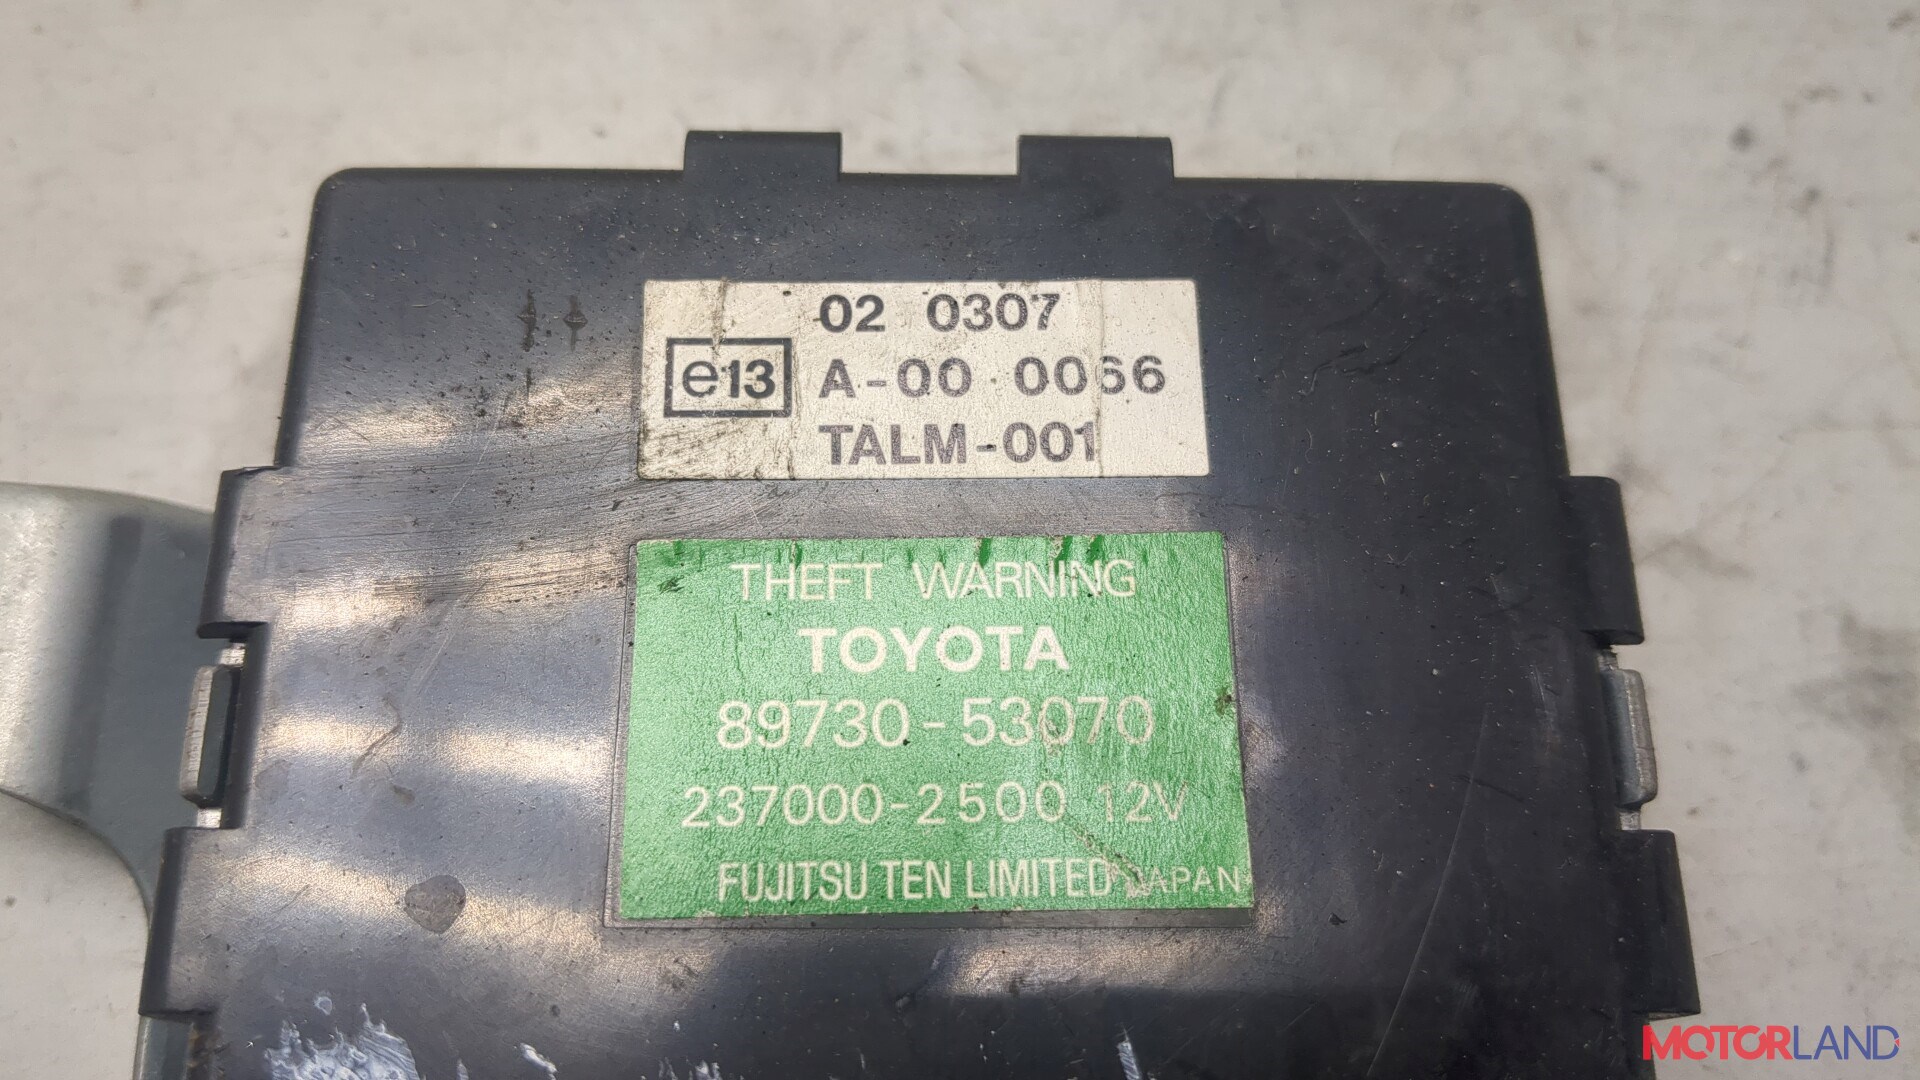 02 0307
e13 A-00 0066
TALM-001
THEFT WARNING
TOYOTA
89730-53070
237000-2500 12V
FUJITSU TEN LIMITED JAPAN
MOTORLAND